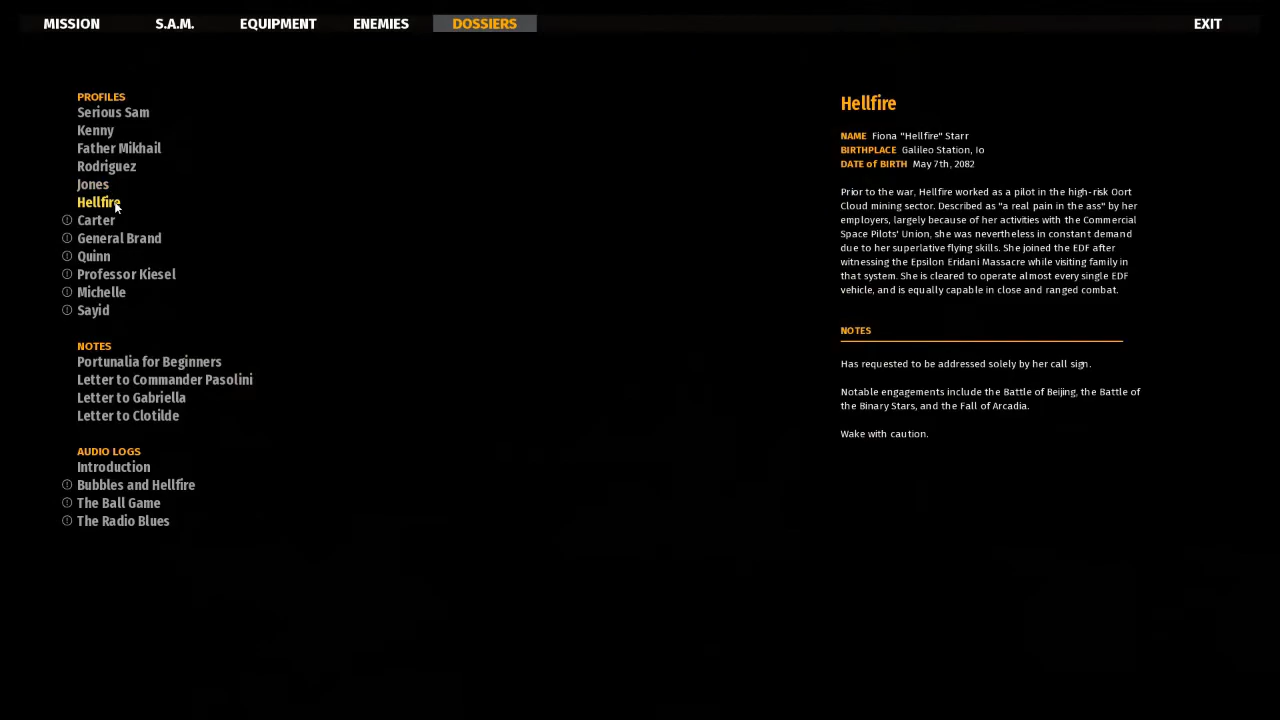 MISSION S.A.M. EQUIPMENT ENEMIES DOSSIERS EXIT
PROFILES
Serious Sam
Kenny
Father Mikhail
Rodriguez
Jones
Hellfire
Carter
General Brand
Quinn
Professor Kiesel
Michelle
Sayid
NOTES
Portunalia for Beginners
Letter to Commander Pasolini
Letter to Gabriella
Letter to Clotilde
AUDIO LOGS
Introduction
Bubbles and Hellfire
The Ball Game
The Radio Blues
Hellfire
NAME Fiona "Hellfire" Starr
BIRTHPLACE Galileo Station, Io
DATE of BIRTH May 7th, 2082
Prior to the war, Hellfire worked as a pilot in the high-risk Oort
Cloud mining sector. Described as "a real pain in the ass" by her
employers, largely because of her activities with the Commercial
Space Pilots' Union, she was nevertheless in constant demand
due to her superlative flying skills. She joined the EDF after
witnessing the Epsilon Eridani Massacre while visiting family in
that system. She is cleared to operate almost every single EDF
vehicle, and is equally capable in close and ranged combat.
NOTES
Has requested to be addressed solely by her call sign.
Notable engagements include the Battle of Beijing, the Battle of
the Binary Stars, and the Fall of Arcadia.
Wake with caution.